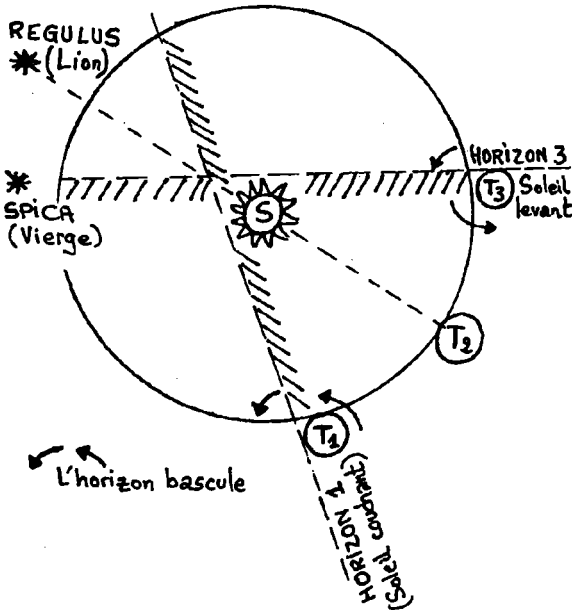 REGULUS
(Lion)
SPICA
(Vierge)
S
HORIZON 3
T3
Soleil
levant
T2
T1
L'horizon bascule
HORIZON 1
(Soleil couchant)